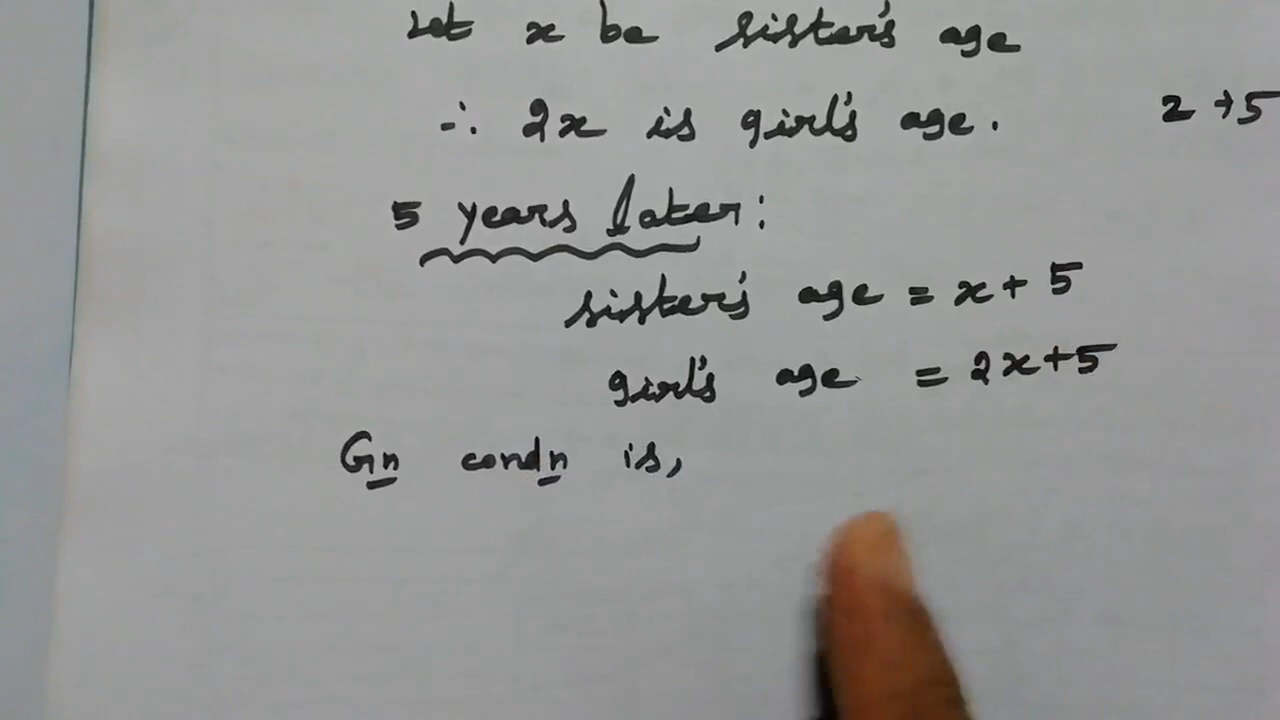 Let x be sister's age
∴ 2x is girl's age. 2+5
5 years later:
sister's age = x+5
girl's age = 2x+5
Gn condn is,